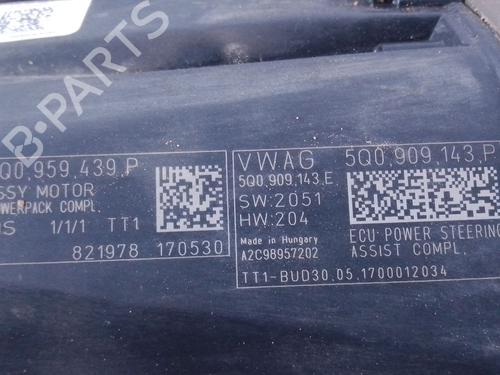 Q0.959.439.P
SSY MOTOR
WERPACK COMPL.
1/1/1 TT1
821978 170530
VWAG 5Q0.909.143.P
5Q0.909.143.E
SW:2051
HW:204
Made in Hungary
A2C98957202
ECU-POWER STEERING
ASSIST COMPL.
TT1-BUD30.05.1700012034
B-PARTS